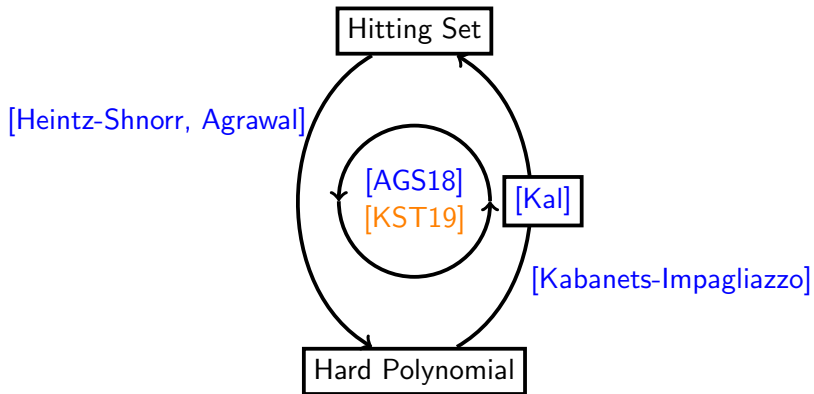 Hitting Set
[Heintz-Shnorr, Agrawal]
[AGS18]
[KST19]
[Kal]
[Kabanets-Impagliazzo]
Hard Polynomial